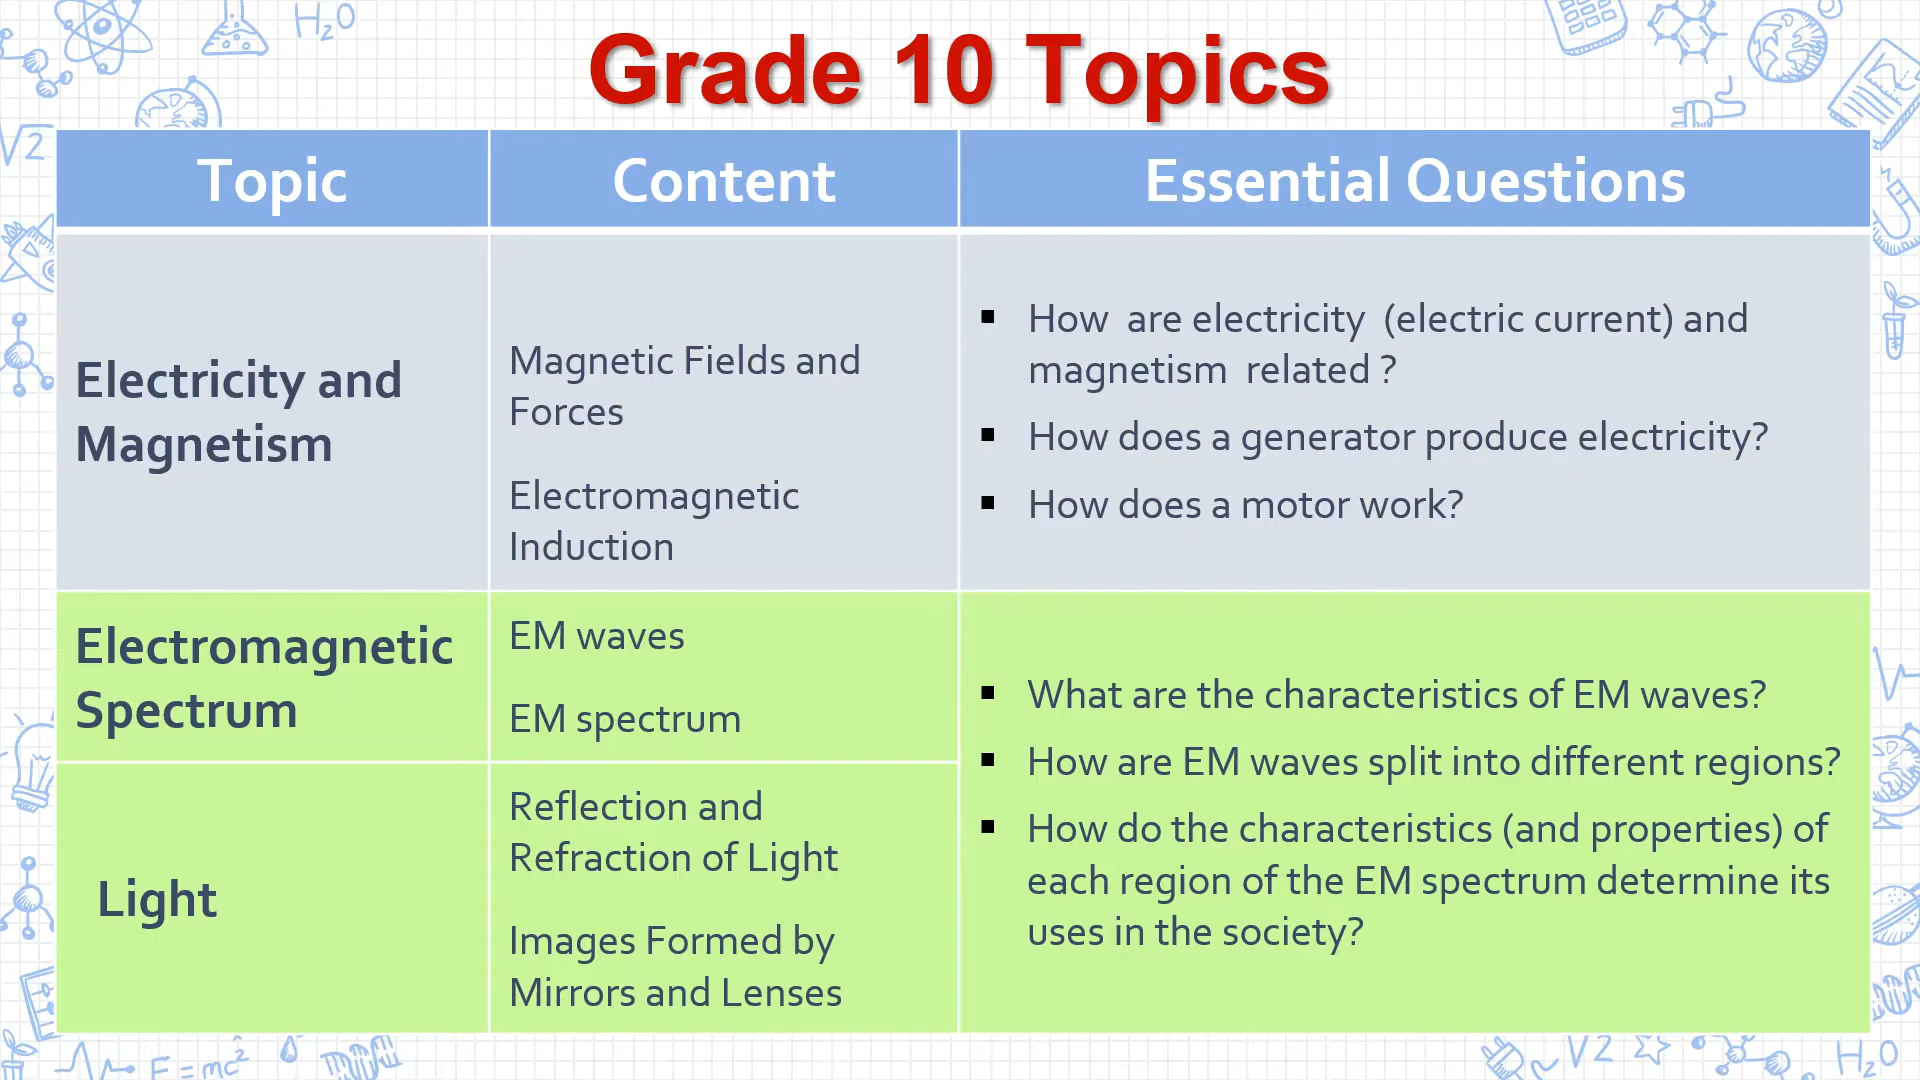 H₂O
Grade 10 Topics
√2
Topic
Content
Essential Questions
Electricity and
Magnetism
Magnetic Fields and
Forces
Electromagnetic
Induction
How are electricity (electric current) and
magnetism related ?
How does a generator produce electricity?
How does a motor work?
Electromagnetic
Spectrum
EM waves
EM spectrum
What are the characteristics of EM waves?
How are EM waves split into different regions?
How do the characteristics (and properties) of
each region of the EM spectrum determine its
uses in the society?
Light
Reflection and
Refraction of Light
Images Formed by
Mirrors and Lenses
E=mc²
√2
H₂O